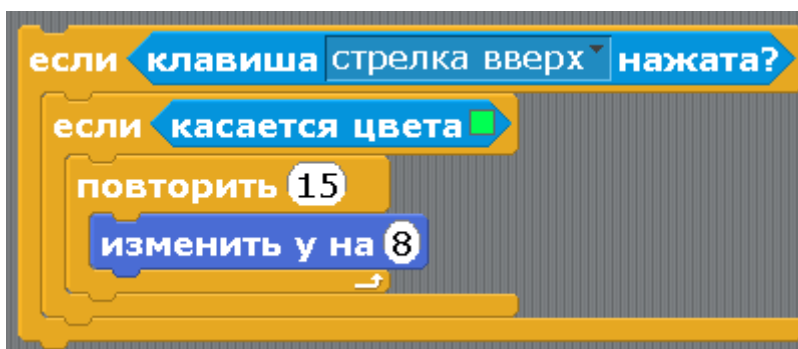 если клавиша стрелка вверх нажата?
если касается цвета
повторить 15
изменить y на 8